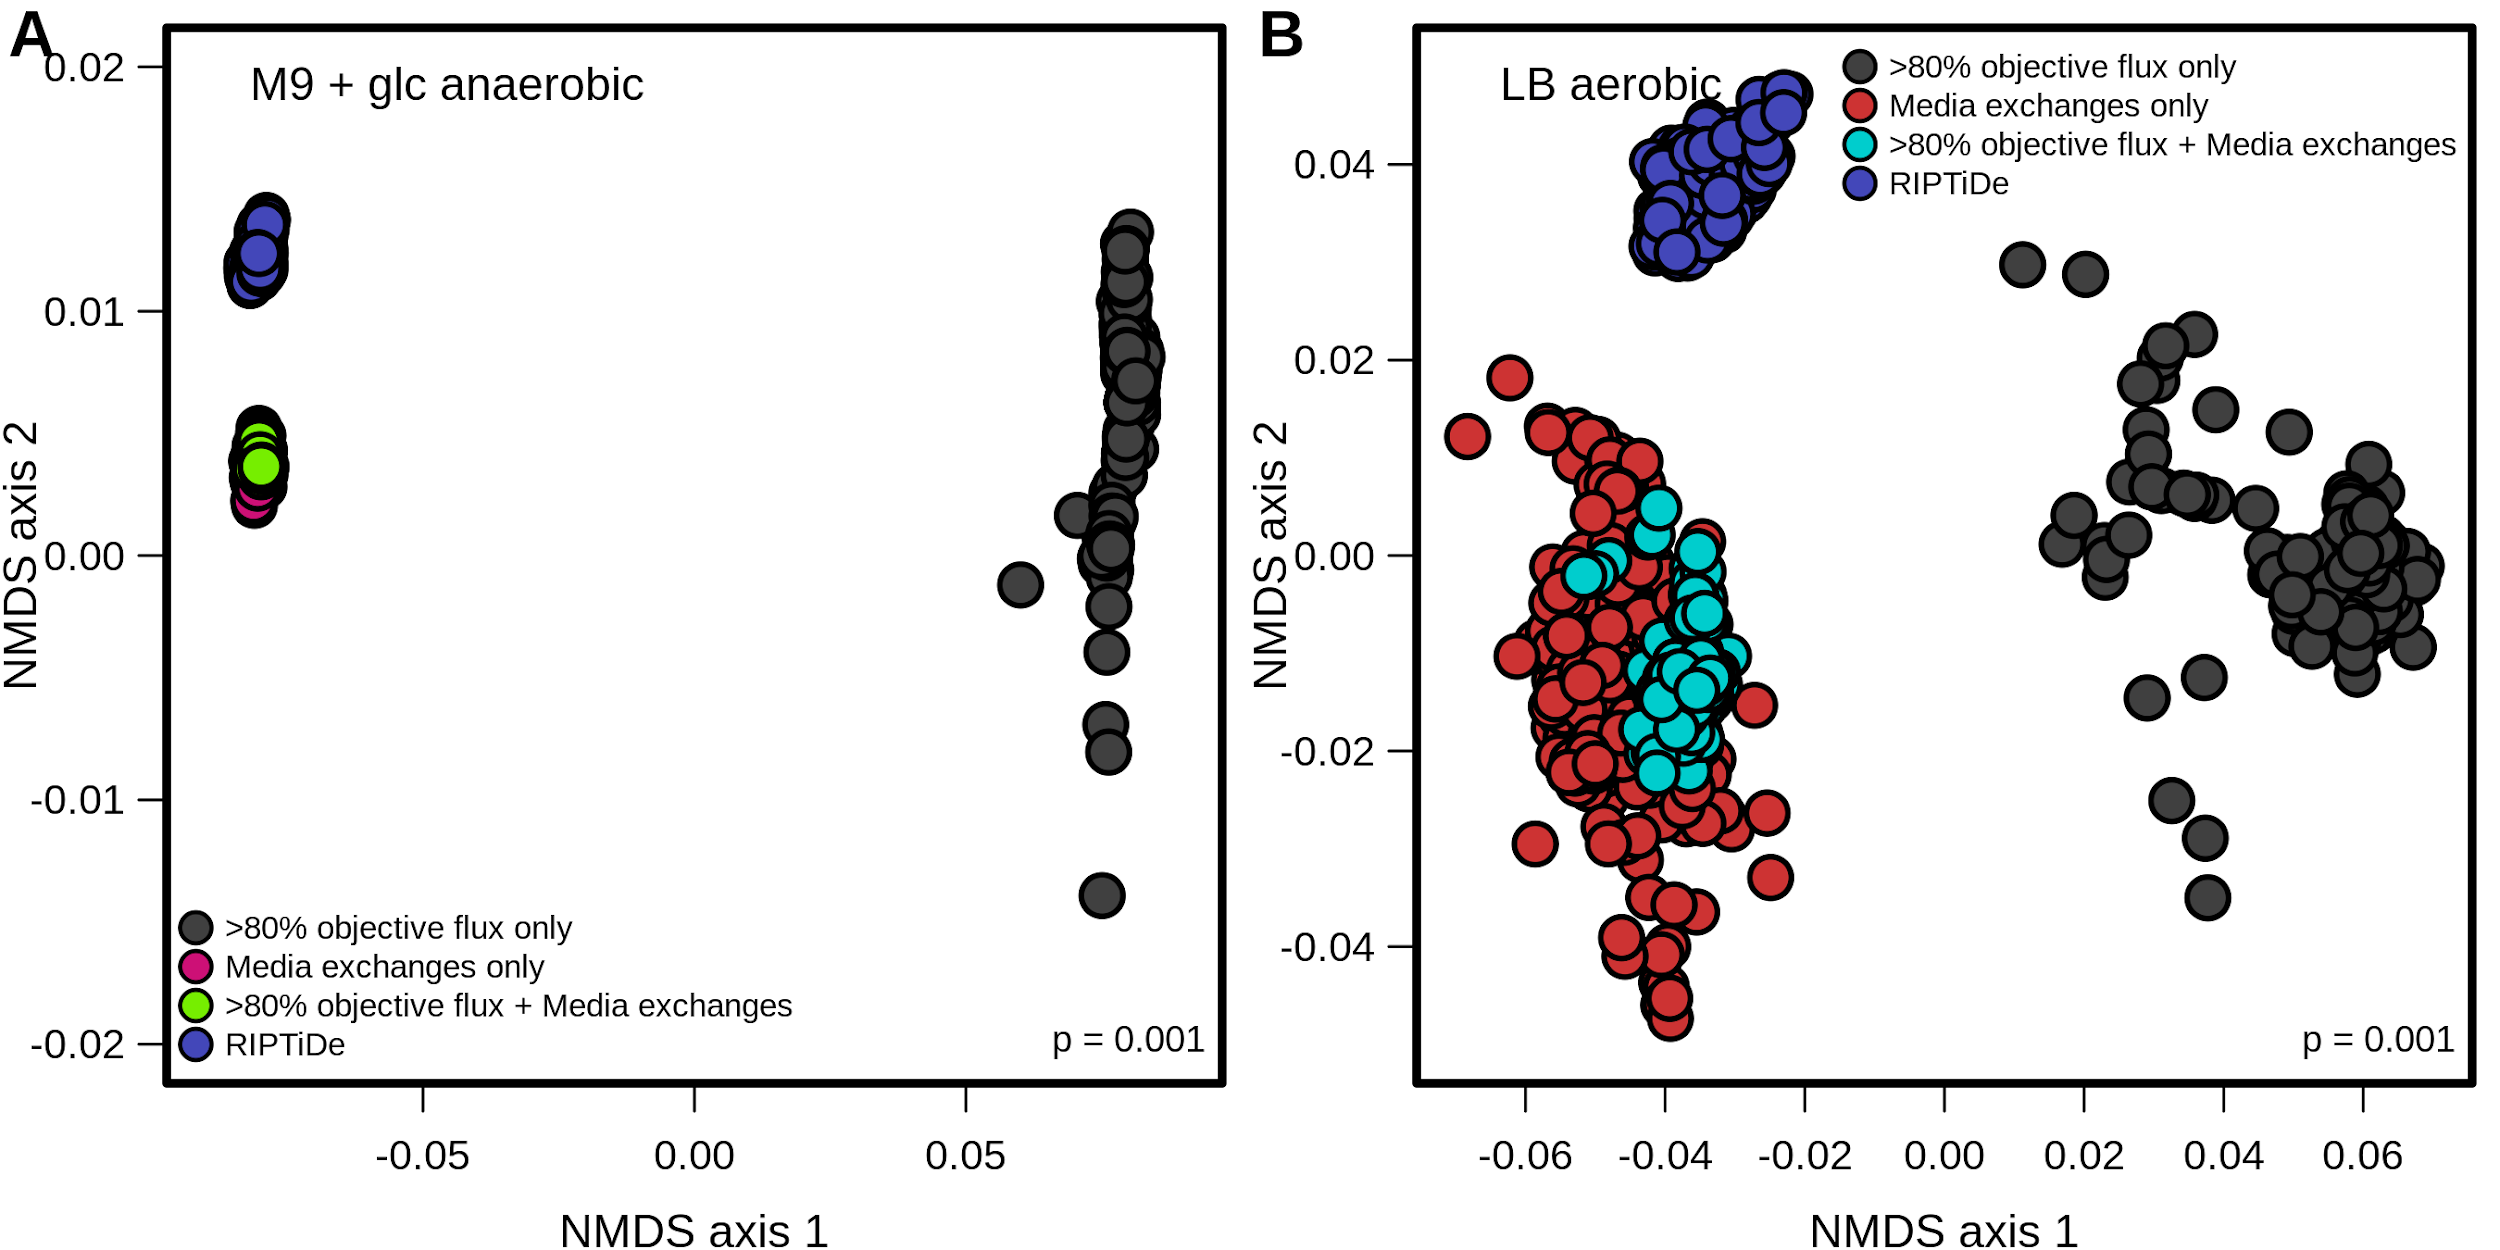 A
M9 + glc anaerobic
0.02
0.01
0.00
-0.01
-0.02
NMDS axis 2
>80% objective flux only
Media exchanges only
>80% objective flux + Media exchanges
RIPTiDe
p = 0.001
-0.05
0.00
0.05
NMDS axis 1
B
LB aerobic
>80% objective flux only
Media exchanges only
>80% objective flux + Media exchanges
RIPTiDe
0.04
0.02
0.00
-0.02
-0.04
NMDS axis 2
p = 0.001
-0.06
-0.04
-0.02
0.00
0.02
0.04
0.06
NMDS axis 1